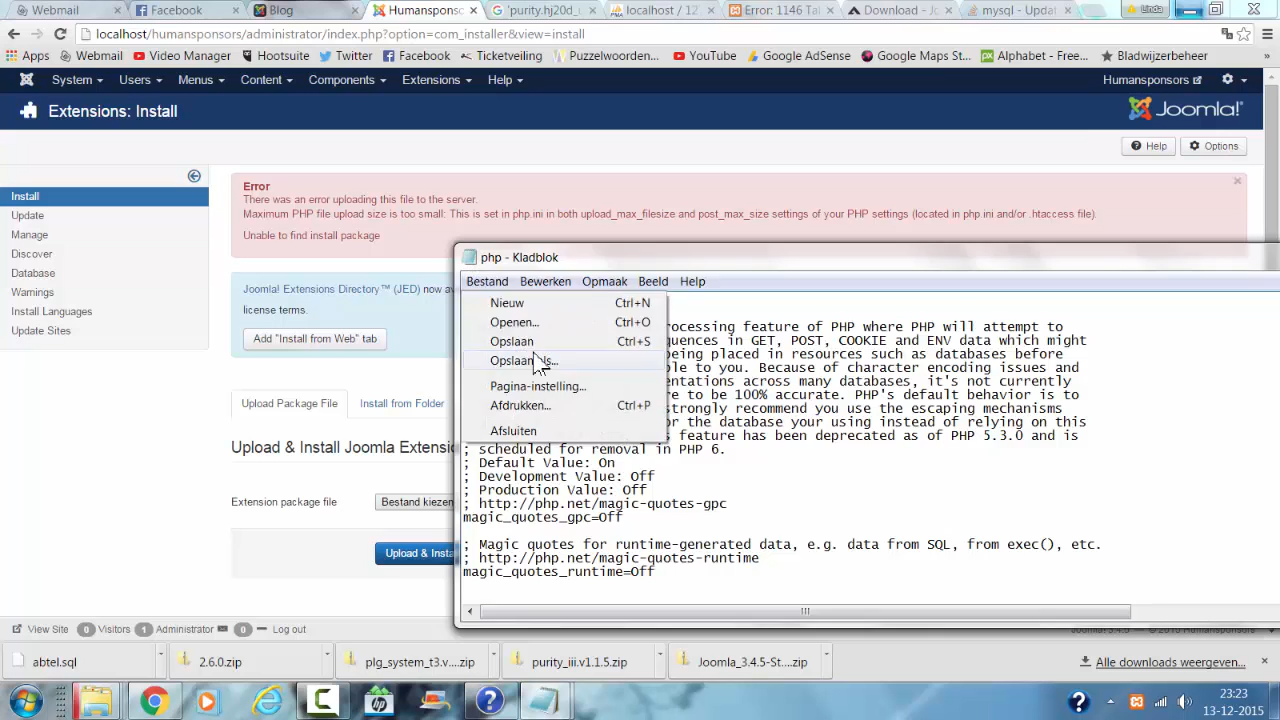 Webmail
Facebook
Blog
Humansponsors
'purity.hj20d_
localhost / 12
Error: 1146 Tal
Download - J
mysql - Updat
Linda
localhost/humansponsors/administrator/index.php?option=com_installer&view=install
Apps
Webmail
Video Manager
Hootsuite
Twitter
Facebook
Ticketveiling
Puzzelwoorden...
YouTube
Google AdSense
Google Maps St...
Alphabet - Free...
Bladwijzerbeheer
»
System
Users
Menus
Content
Components
Extensions
Help
Humansponsors
Extensions: Install
Joomla!
Help
Options
Install
Update
Manage
Discover
Database
Warnings
Install Languages
Update Sites
Error
There was an error uploading this file to the server.
Maximum PHP file upload size is too small: This is set in php.ini in both upload_max_filesize and post_max_size settings of your PHP settings (located in php.ini and/or .htaccess file).
Unable to find install package
Joomla! Extensions Directory™ (JED) now av
license terms.
Add "Install from Web" tab
Upload Package File
Install from Folder
Upload & Install Joomla Extensio
Extension package file
Bestand kiezen
Upload & Insta
php - Kladblok
Bestand Bewerken Opmaak Beeld Help
Nieuw Ctrl+N
Openen... Ctrl+O
Opslaan Ctrl+S
Opslaan
Pagina-instelling...
Afdrukken... Ctrl+P
Afsluiten
rocessing feature of PHP where PHP will attempt to
quences in GET, POST, COOKIE and ENV data which might
being placed in resources such as databases before
ble to you. Because of character encoding issues and
entations across many databases, it's not currently
re to be 100% accurate. PHP's default behavior is to
strongly recommend you use the escaping mechanisms
for the database your using instead of relying on this
s feature has been deprecated as of PHP 5.3.0 and is
; scheduled for removal in PHP 6.
; Default Value: On
; Development Value: Off
; Production Value: Off
; http://php.net/magic-quotes-gpc
magic_quotes_gpc=Off
; Magic quotes for runtime-generated data, e.g. data from SQL, from exec(), etc.
; http://php.net/magic-quotes-runtime
magic_quotes_runtime=Off
View Site
0 Visitors
1 Administrator
0
Log out
abtel.sql
2.6.0.zip
plg_system_t3.v....zip
purity_iii.v1.1.5.zip
Joomla_3.4.5-St....zip
Alle downloads weergeven...
23:23
13-12-2015